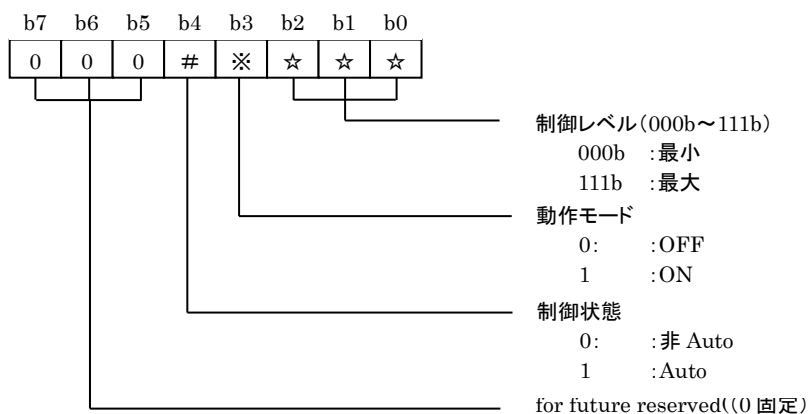 b7 b6 b5 b4 b3 b2 b1 b0
0 0 0 # ※ ☆ ☆ ☆
制御レベル(000b~111b)
000b :最小
111b :最大
動作モード
0: :OFF
1 :ON
制御状態
0: :非 Auto
1 :Auto
for future reserved((0 固定)